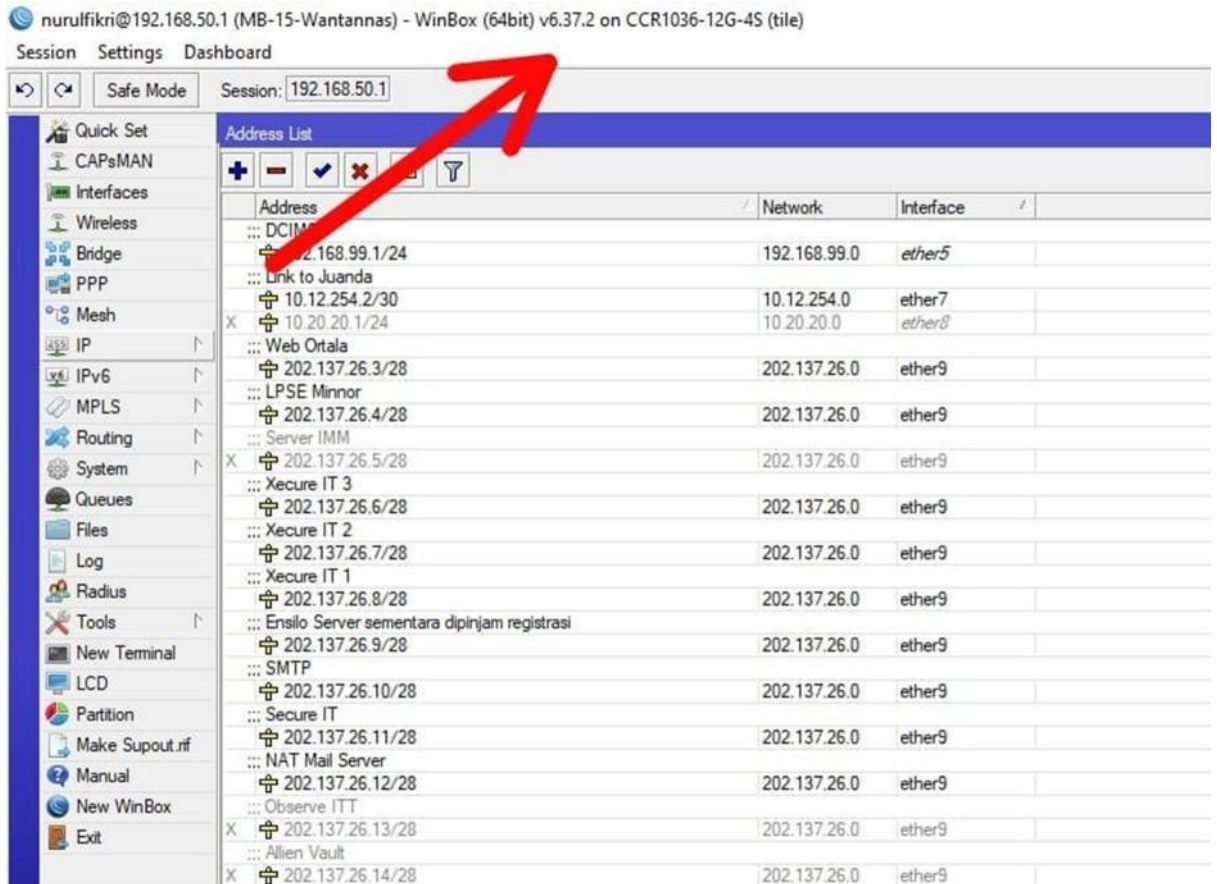 nurulfikri@192.168.50.1 (MB-15-Wantannas) - WinBox (64bit) v6.37.2 on CCR1036-12G-4S (tile)
Session Settings Dashboard
Safe Mode Session: 192.168.50.1
Quick Set
CAPsMAN
Interfaces
Wireless
Bridge
PPP
Mesh
IP
IPv6
MPLS
Routing
System
Queues
Files
Log
Radius
Tools
New Terminal
LCD
Partition
Make Supout.rif
Manual
New WinBox
Exit
Address List
Address Network Interface
;;;
2.168.99.1/24 192.168.99.0 ether5
;;; Link to Juanda
10.12.254.2/30 10.12.254.0 ether7
X 10.20.20.1/24 10.20.20.0 ether8
;;; Web Ortala
202.137.26.3/28 202.137.26.0 ether9
;;; LPSE Minnor
202.137.26.4/28 202.137.26.0 ether9
;;; Server IMM
X 202.137.26.5/28 202.137.26.0 ether9
;;; Xecure IT 3
202.137.26.6/28 202.137.26.0 ether9
;;; Xecure IT 2
202.137.26.7/28 202.137.26.0 ether9
;;; Xecure IT 1
202.137.26.8/28 202.137.26.0 ether9
;;; Ensilo Server sementara dipinjam registrasi
202.137.26.9/28 202.137.26.0 ether9
;;; SMTP
202.137.26.10/28 202.137.26.0 ether9
;;; Secure IT
202.137.26.11/28 202.137.26.0 ether9
;;; NAT Mail Server
202.137.26.12/28 202.137.26.0 ether9
;;; Observe ITT
X 202.137.26.13/28 202.137.26.0 ether9
;;; Allien Vault
X 202.137.26.14/28 202.137.26.0 ether9